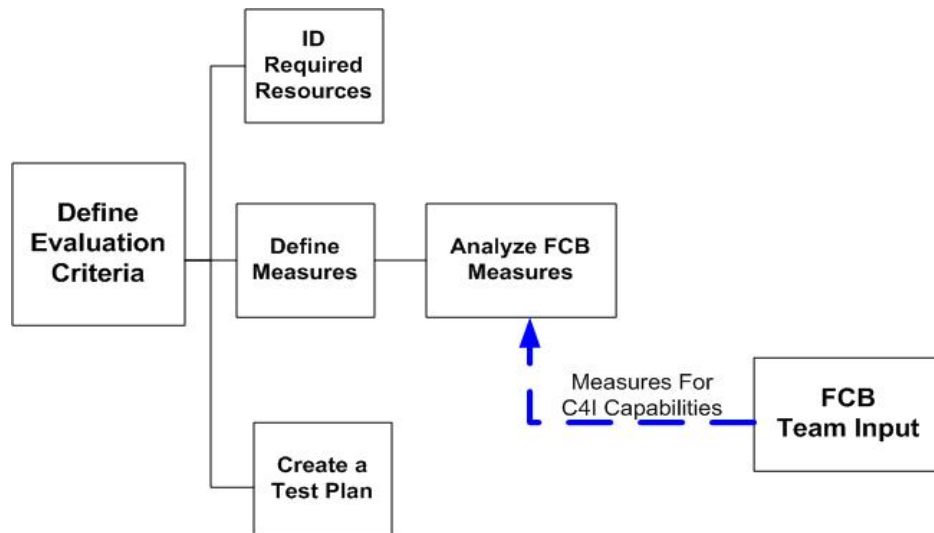 ID
Required
Resources
Define
Evaluation
Criteria
Define
Measures
Analyze FCB
Measures
Measures For
C4I Capabilities
FCB
Team Input
Create a
Test Plan